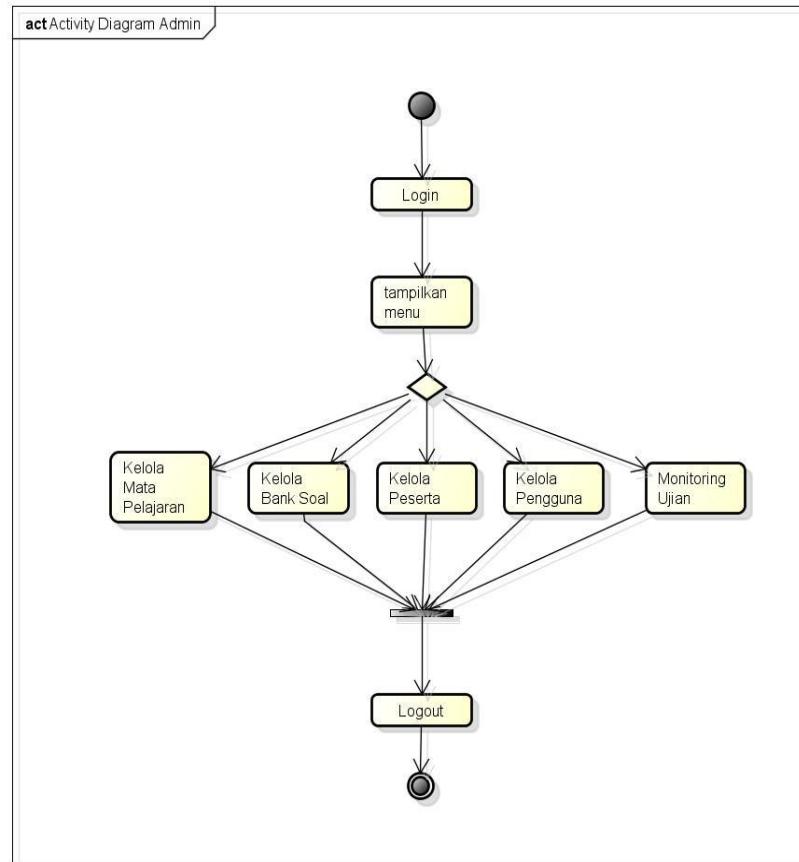 act Activity Diagram Admin
Login
tampilkan
menu
Kelola
Mata
Pelajaran
Kelola
Bank Soal
Kelola
Peserta
Kelola
Pengguna
Monitoring
Ujian
Logout